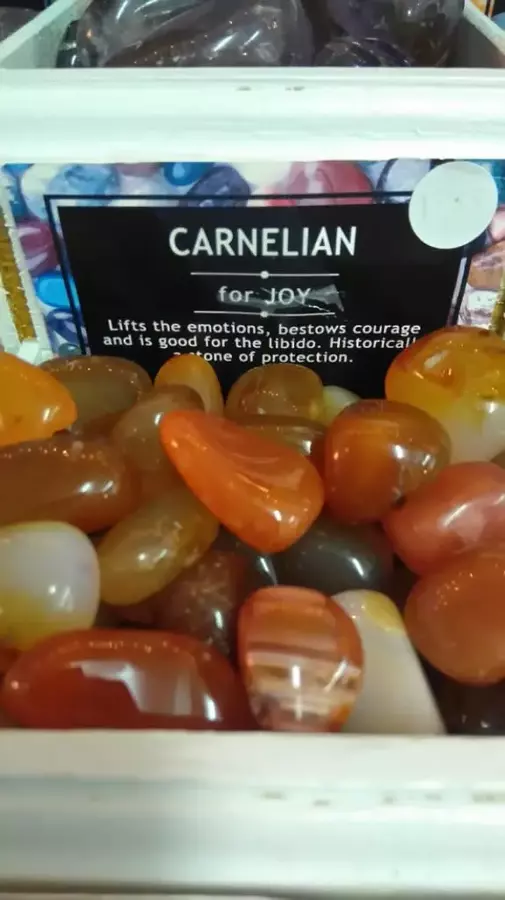 CARNELIAN
for JOY
Lifts the emotions, bestows courage
and is good for the libido. Historicall
stone of protection.